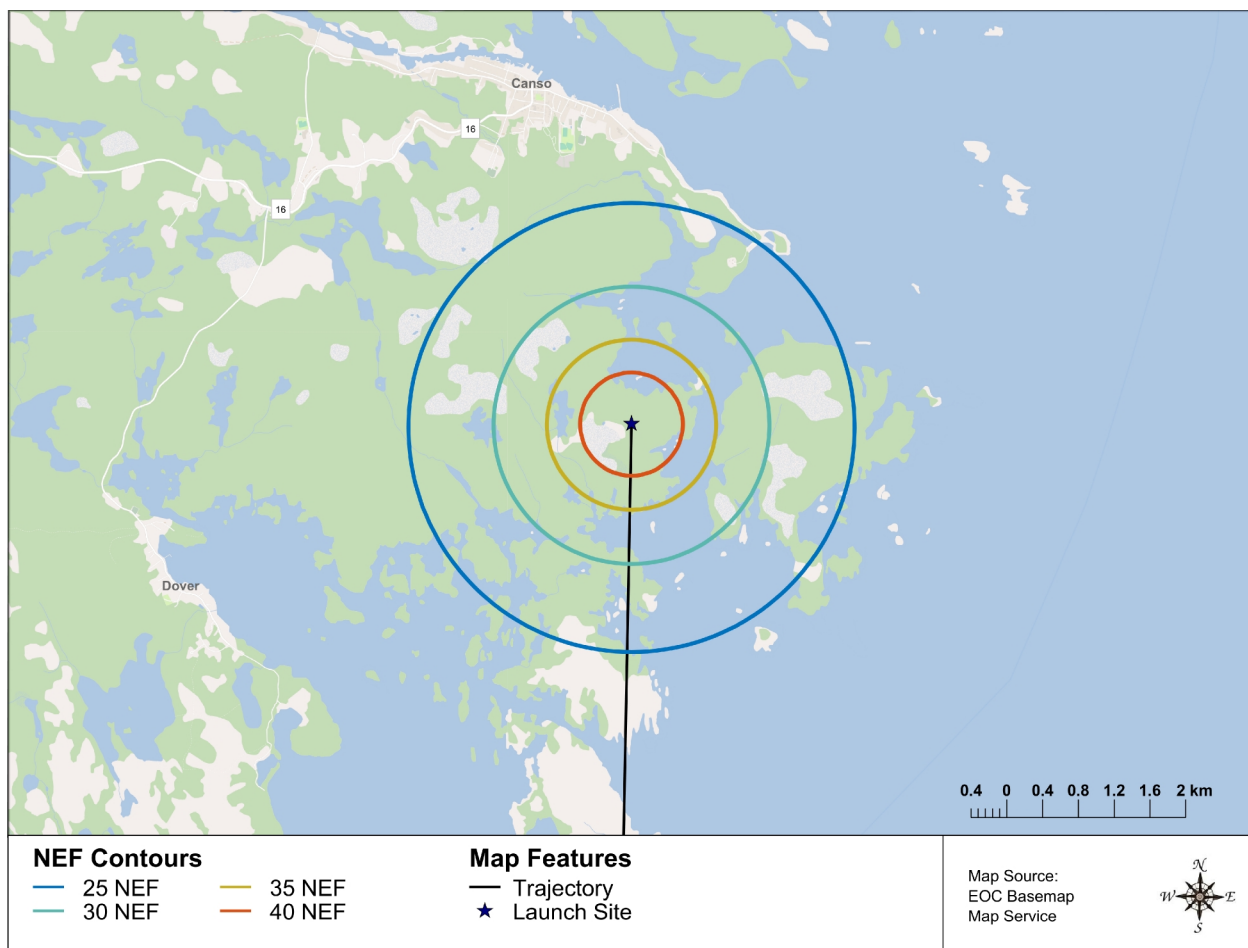 Canso
16
16
Dover
0.4 0 0.4 0.8 1.2 1.6 2 km
NEF Contours
25 NEF
30 NEF
35 NEF
40 NEF
Map Features
Trajectory
Launch Site
Map Source:
EOC Basemap
Map Service
N
W E
S